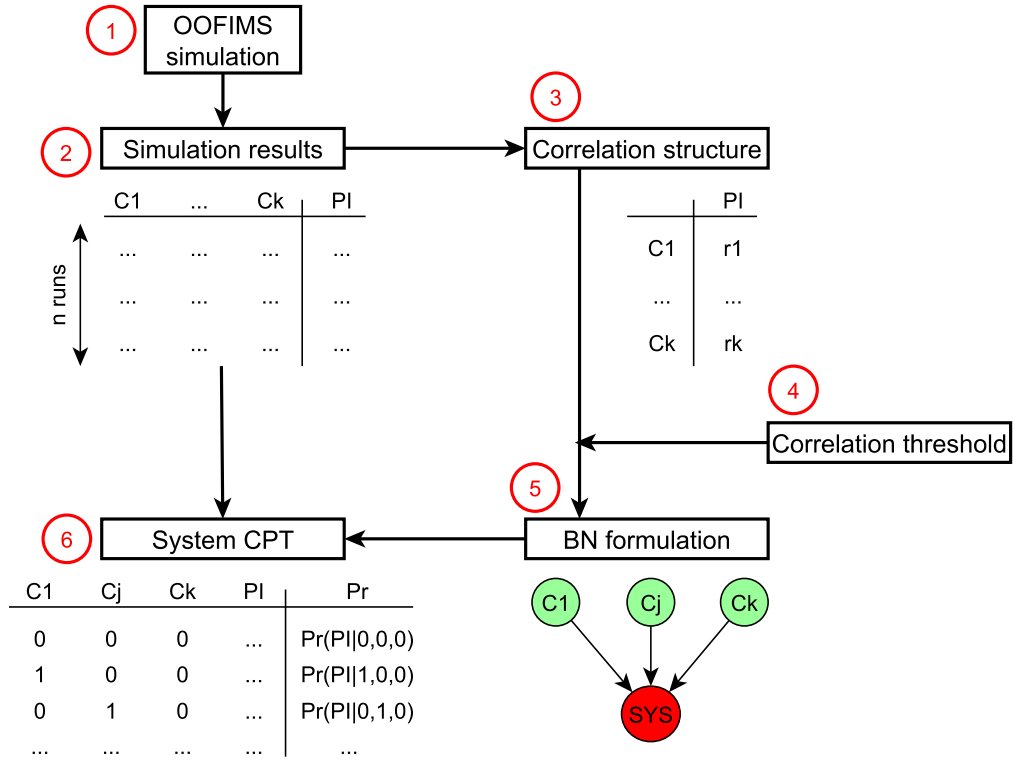 1
OOFIMS
simulation
2
Simulation results
3
Correlation structure
C1 ... Ck PI
... ... ... ...
... ... ... ...
... ... ... ...
n runs
PI
C1 r1
... ...
Ck rk
4
Correlation threshold
5
BN formulation
6
System CPT
C1 Cj Ck PI Pr
0 0 0 ... Pr(PI|0,0,0)
1 0 0 ... Pr(PI|1,0,0)
0 1 0 ... Pr(PI|0,1,0)
... ... ... ... ...
C1 Cj Ck
SYS